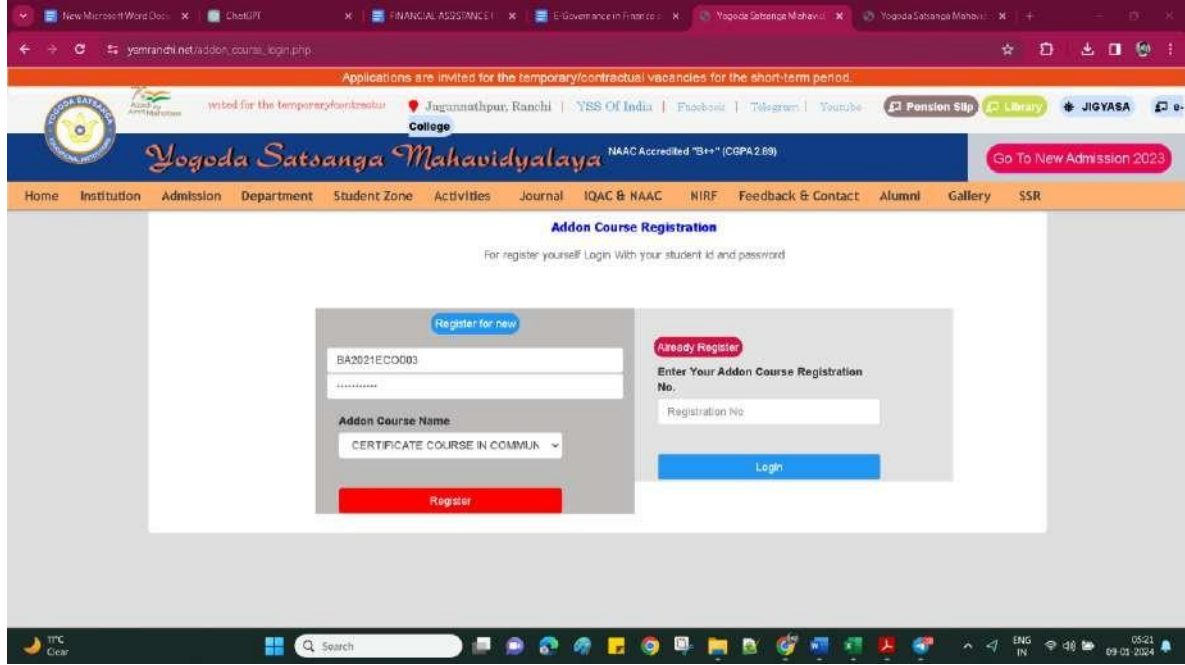 New Microsoft Word Docu
ChatGPT
FINANCIAL ASSISTANCE
E-Governance in Finance
Yogoda Satsanga Mahavid
Yogoda Satsanga Mahavid
ysmranchi.net/addon_course_login.php
Applications are invited for the temporary/contractual vacancies for the short-term period.
Jagannathpur, Ranchi | YSS Of India | Facebook | Telegram | Youtube
Pension Slip
Library
JIGYASA
e-
College
Yogoda Satsanga Mahavidyalaya
NAAC Accredited "B++" (CGPA 2.69)
Go To New Admission 2023
Home Institution Admission Department Student Zone Activities Journal IQAC & NAAC NIRF Feedback & Contact Alumni Gallery SSR
Addon Course Registration
For register yourself Login With your student id and password
Register for new
BA2021ECO003
Addon Course Name
CERTIFICATE COURSE IN COMMUN
Register
Already Register
Enter Your Addon Course Registration
No.
Registration No
Login
11°C
Clear
Search
ENG
IN
05:21
09-01-2024